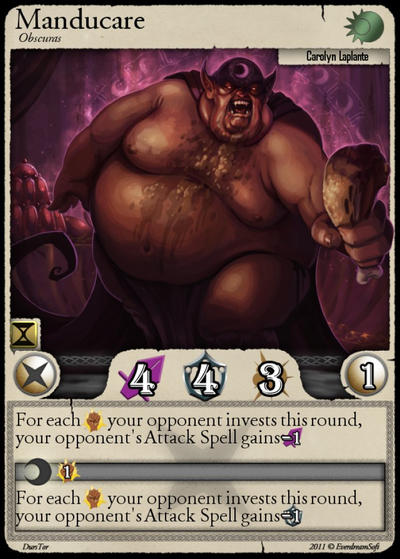 Manducare
Obscuras
Carolyn Laplante
4 4 3 1
For each your opponent invests this round,
your opponent's Attack Spell gains -1
1
For each your opponent invests this round,
your opponent's Attack Spell gains -1
DursTor 2011 © EverdreamSoft